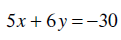 5x + 6y = −30